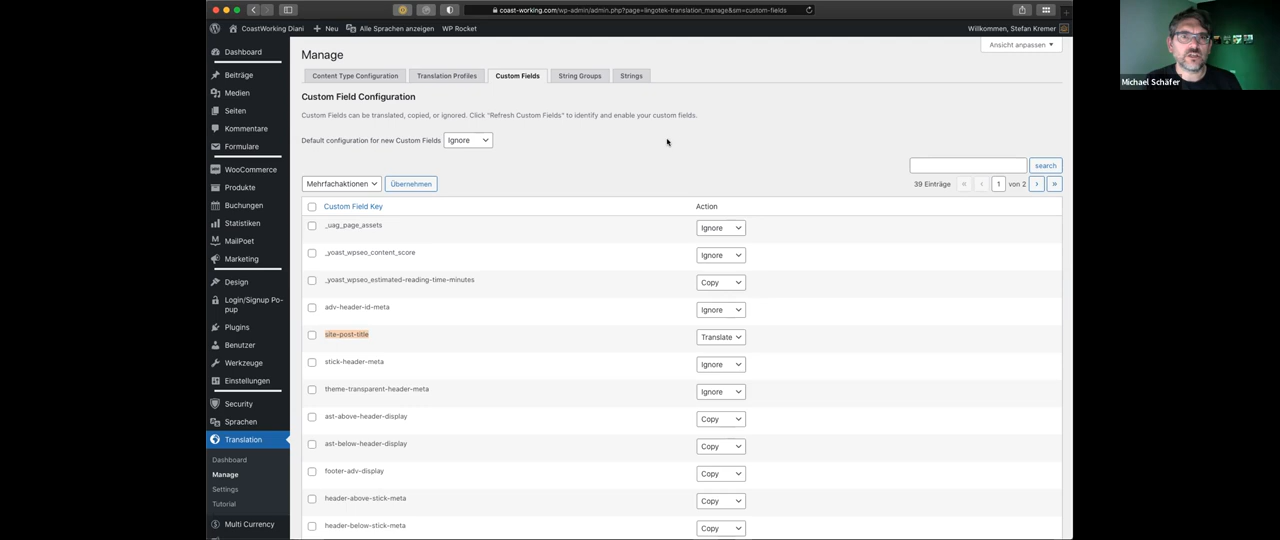 coast-working.com/wp-admin/admin.php?page=lingotek-translation_manage&sm=custom-fields
CoastWorking Diani
Neu
Alle Sprachen anzeigen
WP Rocket
Willkommen, Stefan Kremer
Ansicht anpassen
Dashboard
Beiträge
Medien
Seiten
Kommentare
Formulare
WooCommerce
Produkte
Buchungen
Statistiken
MailPoet
Marketing
Design
Login/Signup Po-
pup
Plugins
Benutzer
Werkzeuge
Einstellungen
Security
Sprachen
Translation
Dashboard
Manage
Settings
Tutorial
Multi Currency
Manage
Content Type Configuration
Translation Profiles
Custom Fields
String Groups
Strings
Custom Field Configuration
Custom Fields can be translated, copied, or ignored. Click "Refresh Custom Fields" to identify and enable your custom fields.
Default configuration for new Custom Fields Ignore
search
Mehrfachaktionen Übernehmen
39 Einträge « ‹ 1 von 2 › »
Custom Field Key Action
_uag_page_assets Ignore
_yoast_wpseo_content_score Ignore
_yoast_wpseo_estimated-reading-time-minutes Copy
adv-header-id-meta Ignore
site-post-title Translate
stick-header-meta Ignore
theme-transparent-header-meta Ignore
ast-above-header-display Copy
ast-below-header-display Copy
footer-adv-display Copy
header-above-stick-meta Copy
header-below-stick-meta Copy
Michael Schäfer